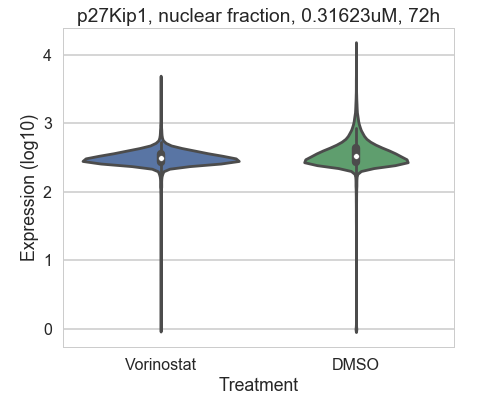 p27Kip1, nuclear fraction, 0.31623uM, 72h
Expression (log10)
4
3
2
1
0
Vorinostat
DMSO
Treatment